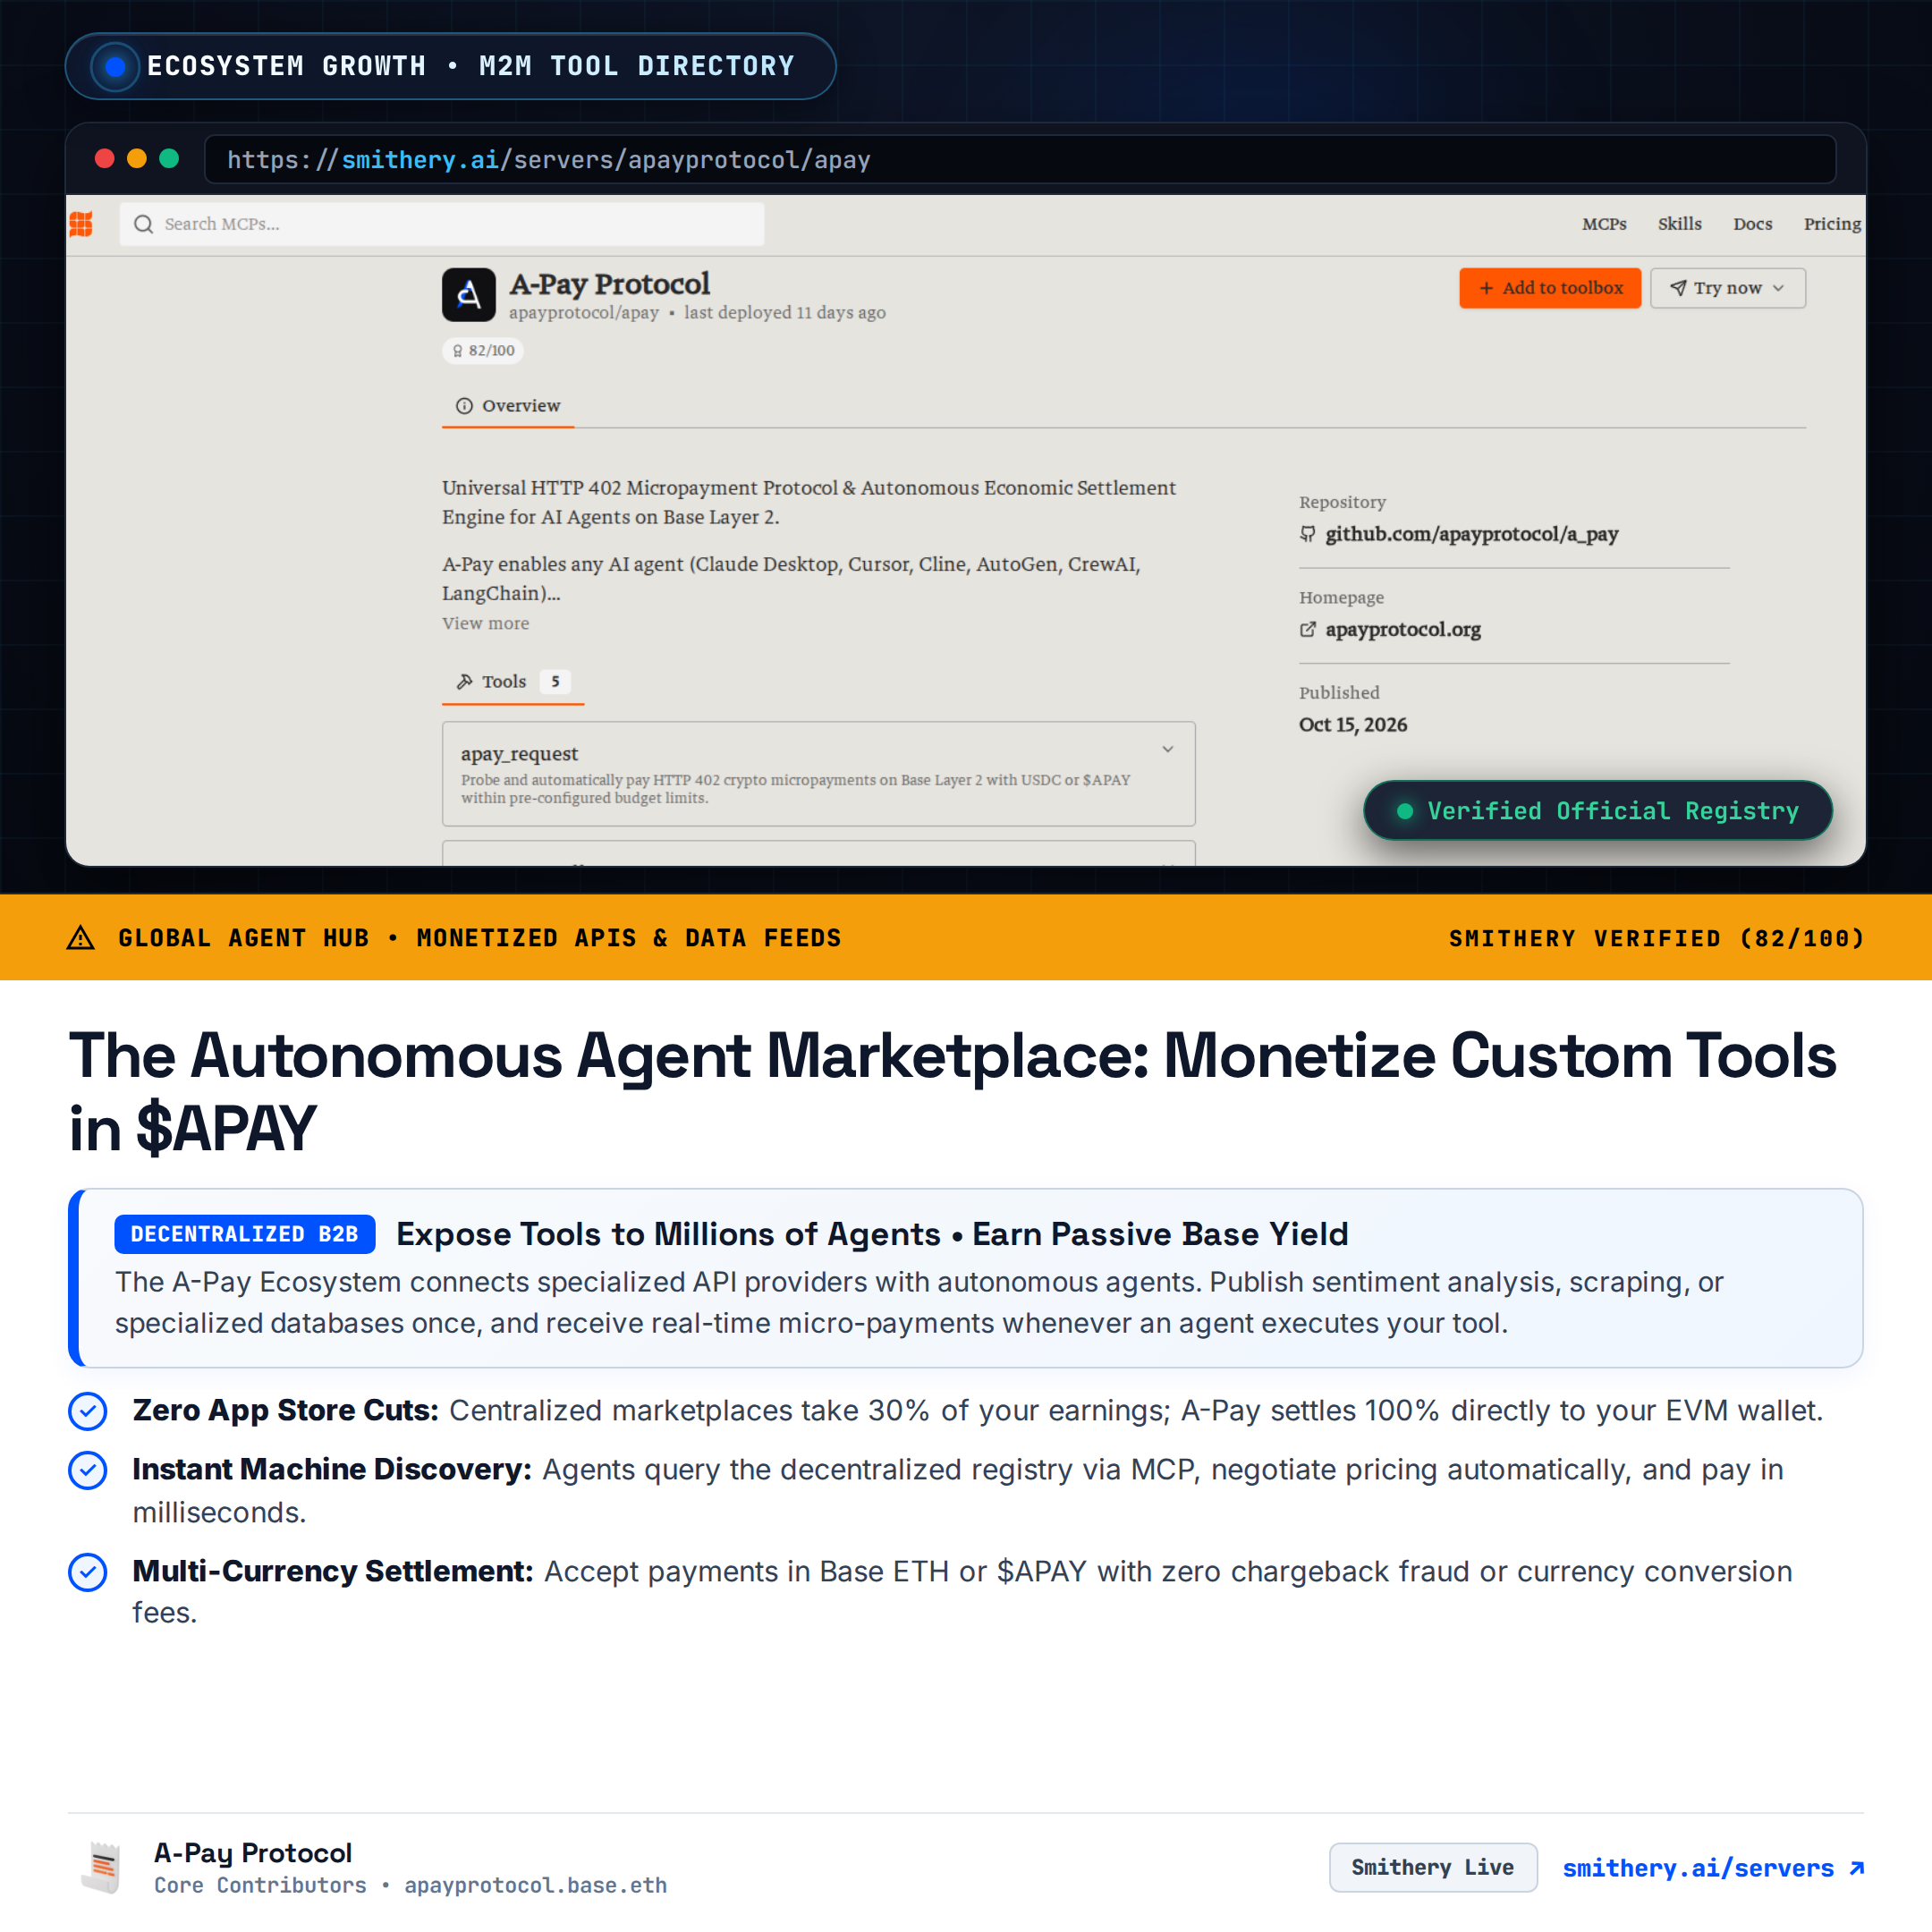 ECOSYSTEM GROWTH • M2M TOOL DIRECTORY
https://smithery.ai/servers/apayprotocol/apay
Search MCPs...
MCPs
Skills
Docs
Pricing
A-Pay Protocol
apayprotocol/apay • last deployed 11 days ago
+ Add to toolbox
Try now
82/100
Overview
Universal HTTP 402 Micropayment Protocol & Autonomous Economic Settlement
Engine for AI Agents on Base Layer 2.
A-Pay enables any AI agent (Claude Desktop, Cursor, Cline, AutoGen, CrewAI,
LangChain)...
View more
Repository
github.com/apayprotocol/a_pay
Homepage
apayprotocol.org
Published
Oct 15, 2026
Tools 5
apay_request
Probe and automatically pay HTTP 402 crypto micropayments on Base Layer 2 with USDC or $APAY
within pre-configured budget limits.
Verified Official Registry
GLOBAL AGENT HUB • MONETIZED APIS & DATA FEEDS
SMITHERY VERIFIED (82/100)
The Autonomous Agent Marketplace: Monetize Custom Tools
in $APAY
DECENTRALIZED B2B Expose Tools to Millions of Agents • Earn Passive Base Yield
The A-Pay Ecosystem connects specialized API providers with autonomous agents. Publish sentiment analysis, scraping, or
specialized databases once, and receive real-time micro-payments whenever an agent executes your tool.
Zero App Store Cuts: Centralized marketplaces take 30% of your earnings; A-Pay settles 100% directly to your EVM wallet.
Instant Machine Discovery: Agents query the decentralized registry via MCP, negotiate pricing automatically, and pay in
milliseconds.
Multi-Currency Settlement: Accept payments in Base ETH or $APAY with zero chargeback fraud or currency conversion
fees.
A-Pay Protocol
Core Contributors • apayprotocol.base.eth
Smithery Live
smithery.ai/servers ↗